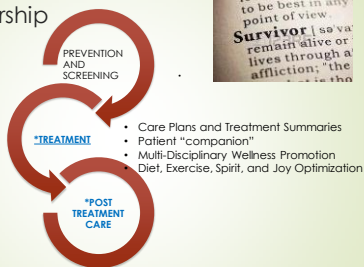 ership
to be best in any
point of view.
Survivor
remain alive or
lives through a
affliction; "the
PREVENTION
AND
SCREENING
.
*TREATMENT
• Care Plans and Treatment Summaries
• Patient “companion”
• Multi-Disciplinary Wellness Promotion
• Diet, Exercise, Spirit, and Joy Optimization
*POST
TREATMENT
CARE